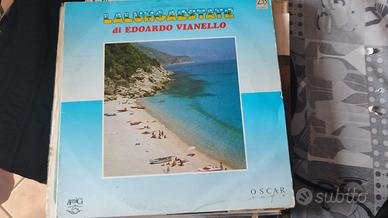 LALUNGAESTATE
di EDOARDO VIANELLO
OSCAR
subito